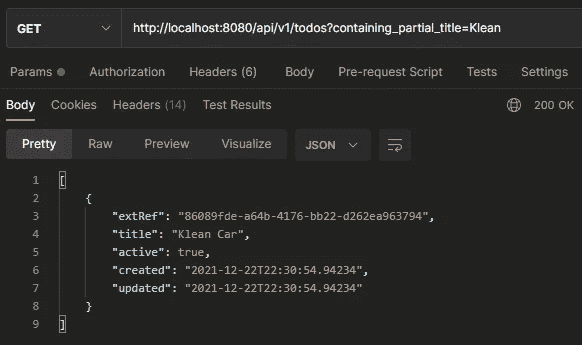 GET http://localhost:8080/api/v1/todos?containing_partial_title=Klean
Params Authorization Headers (6) Body Pre-request Script Tests Settings
Body Cookies Headers (14) Test Results 200 OK
Pretty Raw Preview Visualize JSON
1 [
2 {
3 "extRef": "86089fde-a64b-4176-bb22-d262ea963794",
4 "title": "Klean Car",
5 "active": true,
6 "created": "2021-12-22T22:30:54.94234",
7 "updated": "2021-12-22T22:30:54.94234"
8 }
9 ]